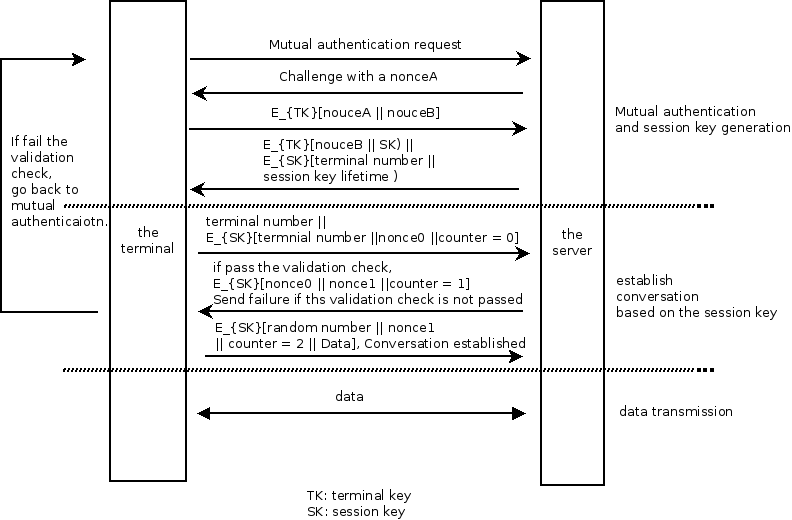 Mutual authentication request
Challenge with a nonceA
E_{TK}[nouceA || nouceB]
E_{TK}[nouceB || SK) ||
E_{SK}[terminal number ||
session key lifetime )
Mutual authentication
and session key generation
If fail the
validation
check,
go back to
mutual
authenticaiotn.
the
terminal
the
server
terminal number ||
E_{SK}[termnial number ||nonce0 ||counter = 0]
if pass the validation check,
E_{SK}[nonce0 || nonce1 ||counter = 1]
Send failure if ths validation check is not passed
E_{SK}[random number || nonce1
|| counter = 2 || Data], Conversation established
establish
conversation
based on the session key
data
data transmission
TK: terminal key
SK: session key